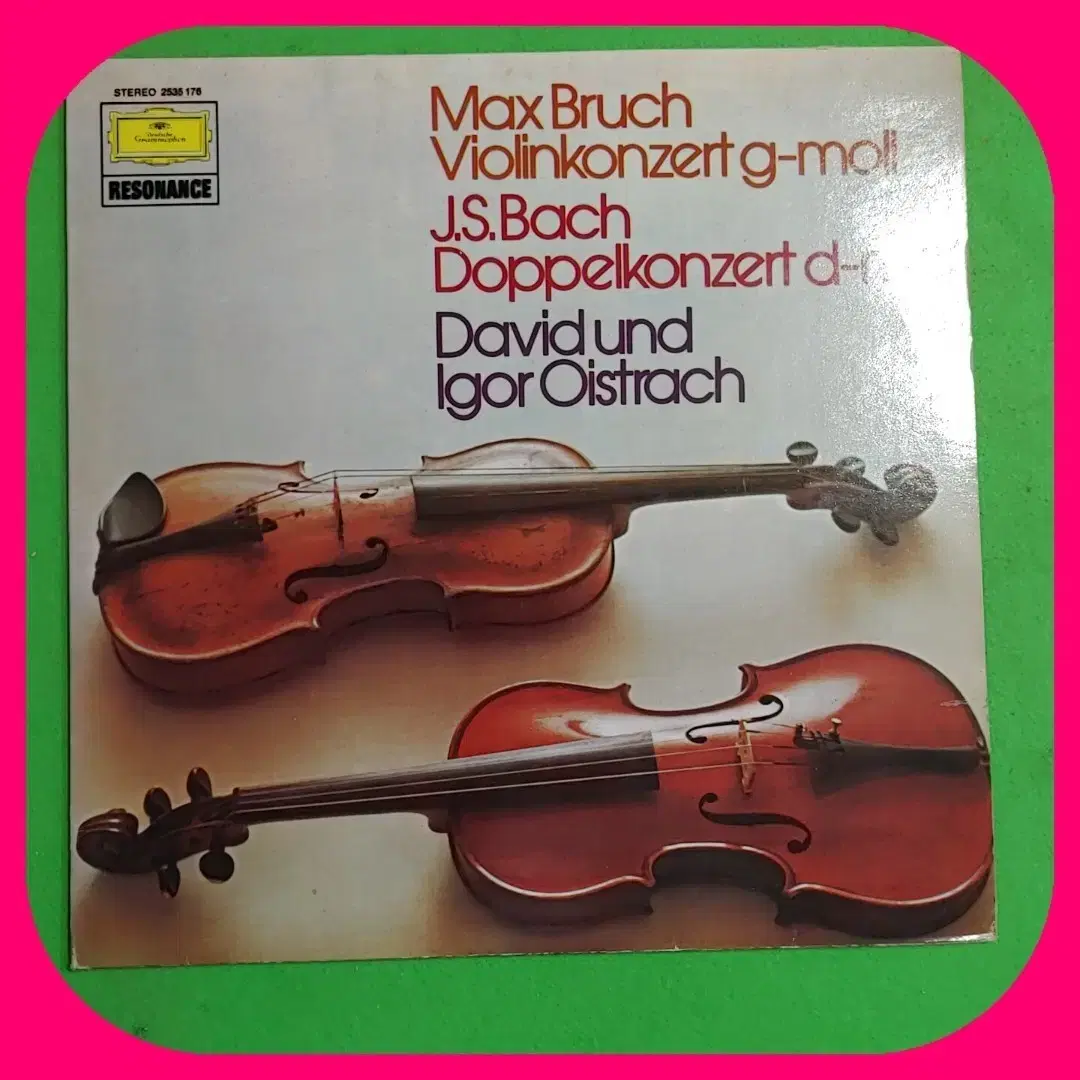 STEREO 2535 176
Deutsche
Grammophon
RESONANCE
Max Bruch
Violinkonzert g-moll
J.S.Bach
Doppelkonzert d-
David und
Igor Oistrach